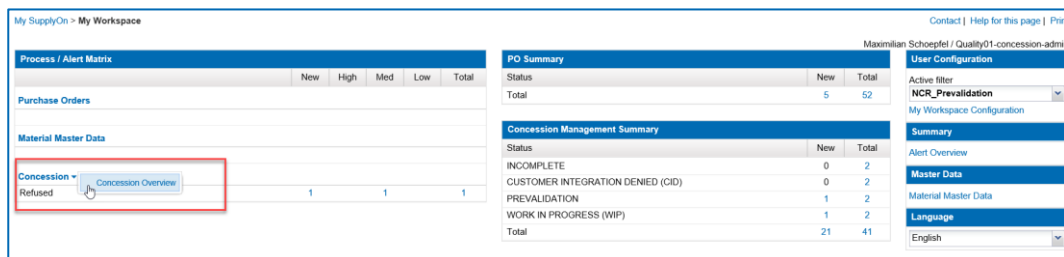 My SupplyOn > My Workspace
Contact | Help for this page |
Maximilian Schoepfel / Quality01-concession-admi
Process / Alert Matrix
New High Med Low Total
Purchase Orders
Material Master Data
Concession
Concession Overview
Refused 1 1 1
PO Summary
Status New Total
Total 5 52
Concession Management Summary
Status New Total
INCOMPLETE 0 2
CUSTOMER INTEGRATION DENIED (CID) 0 2
PREVALIDATION 1 2
WORK IN PROGRESS (WIP) 1 2
Total 21 41
User Configuration
Active filter
NCR_Prevalidation
My Workspace Configuration
Summary
Alert Overview
Master Data
Material Master Data
Language
English